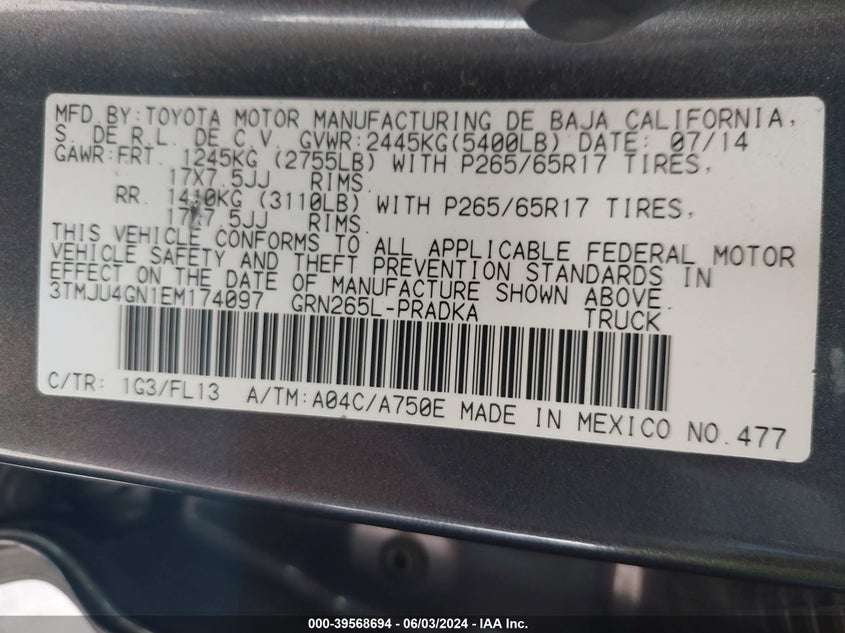 MFD BY: TOYOTA MOTOR MANUFACTURING DE BAJA CALIFORNIA,
S. DE R.L. DE C.V. GVWR:2445KG(5400LB) DATE: 07/14
GAWR:FRT. 1245KG (2755LB) WITH P265/65R17 TIRES,
17X7.5JJ RIMS.
RR. 1410KG (3110LB) WITH P265/65R17 TIRES,
17X7.5JJ RIMS.
THIS VEHICLE CONFORMS TO ALL APPLICABLE FEDERAL MOTOR
VEHICLE SAFETY AND THEFT PREVENTION STANDARDS IN
EFFECT ON THE DATE OF MANUFACTURE SHOWN ABOVE.
3TMJU4GN1EM174097 GRN265L-PRADKA TRUCK
C/TR: 1G3/FL13 A/TM:A04C/A750E MADE IN MEXICO NO.477
000-39568694 - 06/03/2024 - IAA Inc.